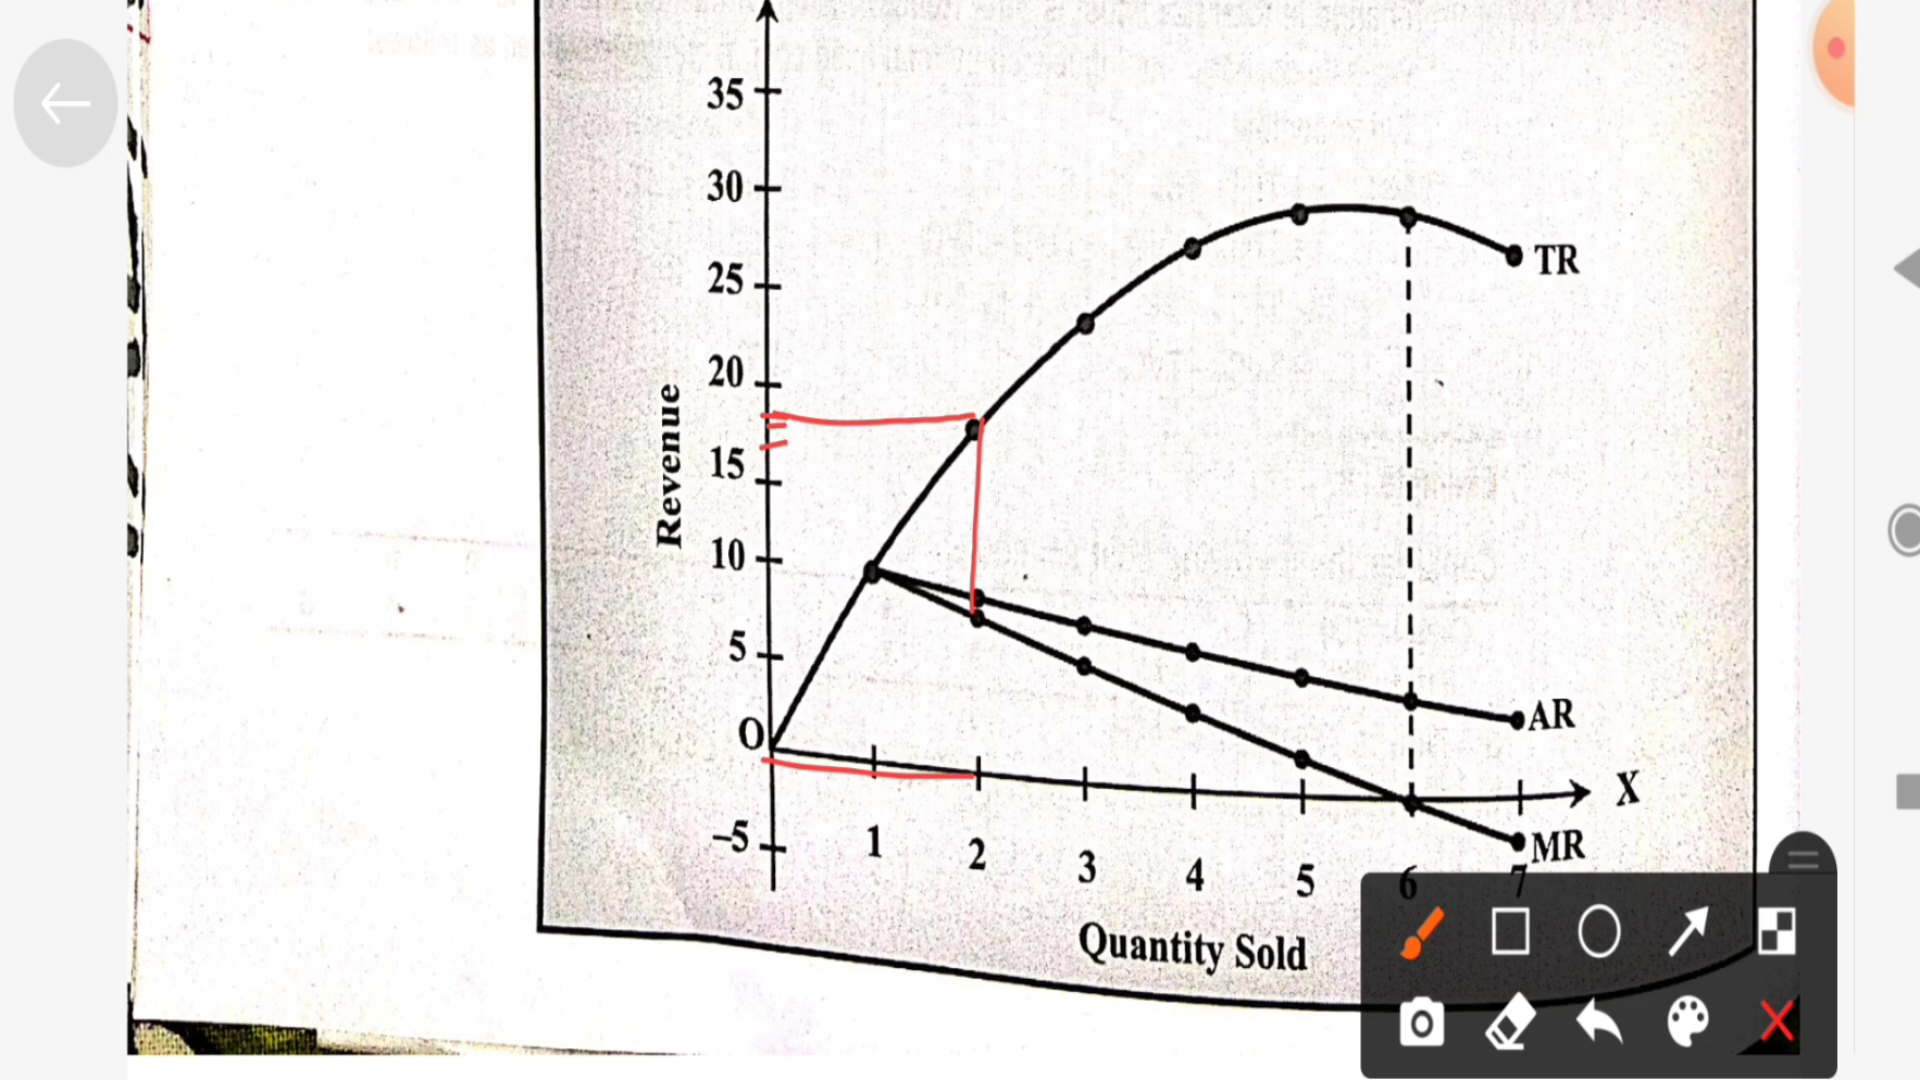 35
30
25
20
15
10
5
O
–5
Revenue
TR
AR
MR
X
1 2 3 4 5 6 7
Quantity Sold